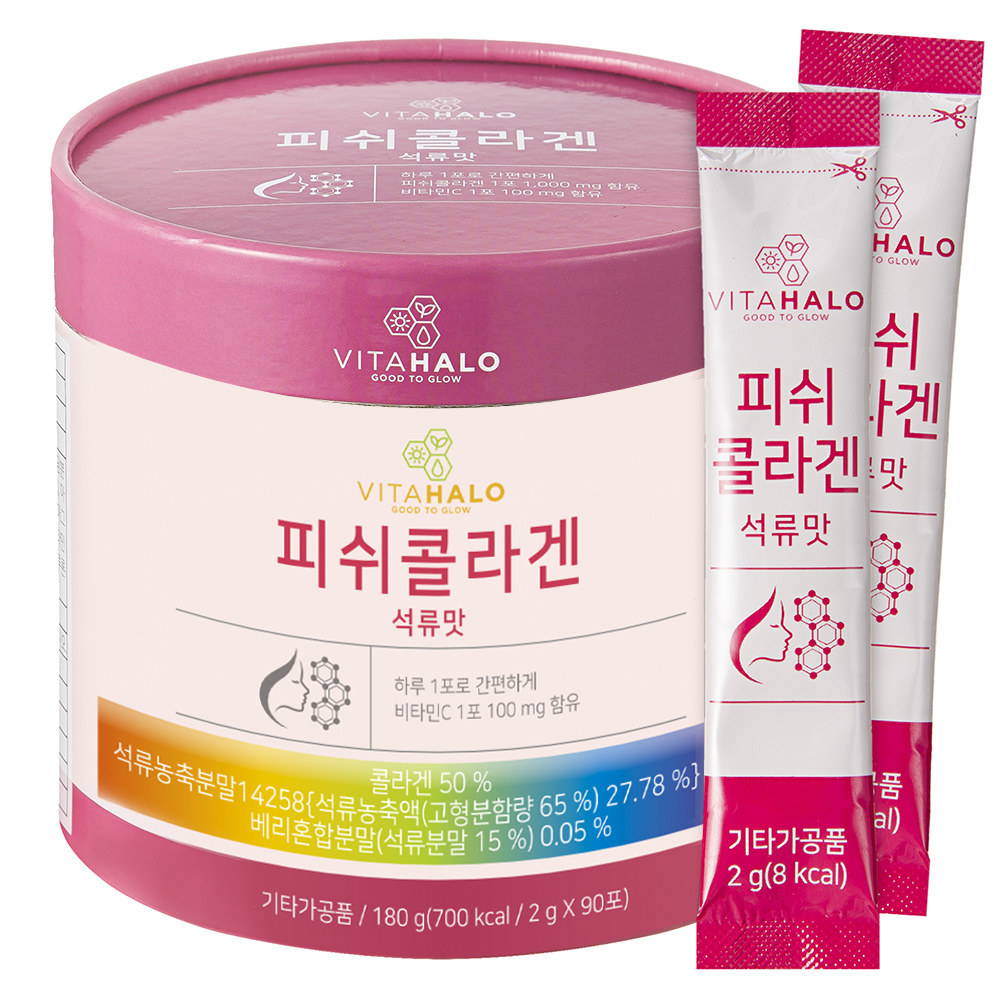 VITAHALO
GOOD TO GLOW
피쉬콜라겐
석류맛
하루 1포로 간편하게
피쉬콜라겐 1포 1,000 mg 함유
비타민C 1포 100 mg 함유
VITAHALO
GOOD TO GLOW
VITAHALO
GOOD TO GLOW
피쉬콜라겐
석류맛
하루 1포로 간편하게
비타민C 1포 100 mg 함유
콜라겐 50 %
석류농축분말14258{석류농축액(고형분함량 65 %) 27.78 %}
베리혼합분말(석류분말 15 %) 0.05 %
기타가공품 / 180 g(700 kcal / 2 g X 90포)
VITAHALO
GOOD TO GLOW
피쉬
콜라겐
석류맛
기타가공품
2 g(8 kcal)
HALO
TO GLOW
쉬
겐
맛
품
al)